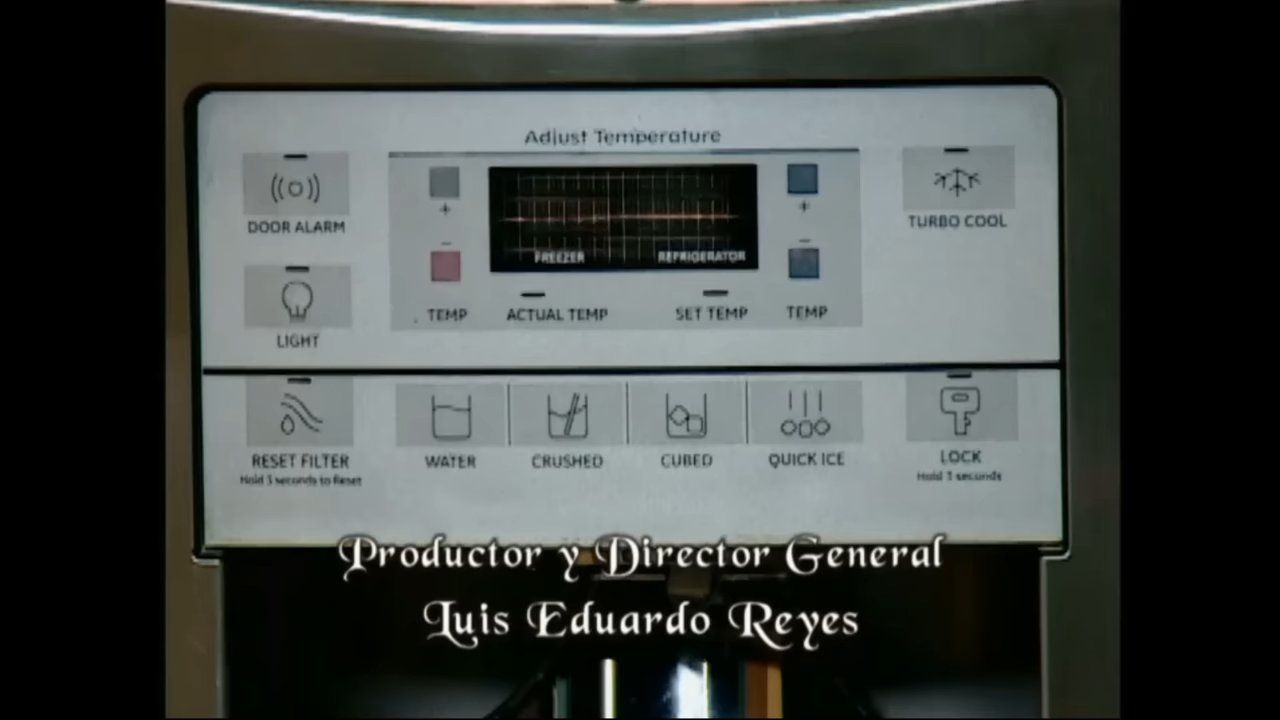 Adjust Temperature
DOOR ALARM
+
+
TURBO COOL
-
-
FREEZER
REFRIGERATOR
LIGHT
TEMP
ACTUAL TEMP
SET TEMP
TEMP
RESET FILTER
Hold 3 seconds to Reset
WATER
CRUSHED
CUBED
QUICK ICE
LOCK
Hold 3 seconds
Productor y Director General
Luis Eduardo Reyes